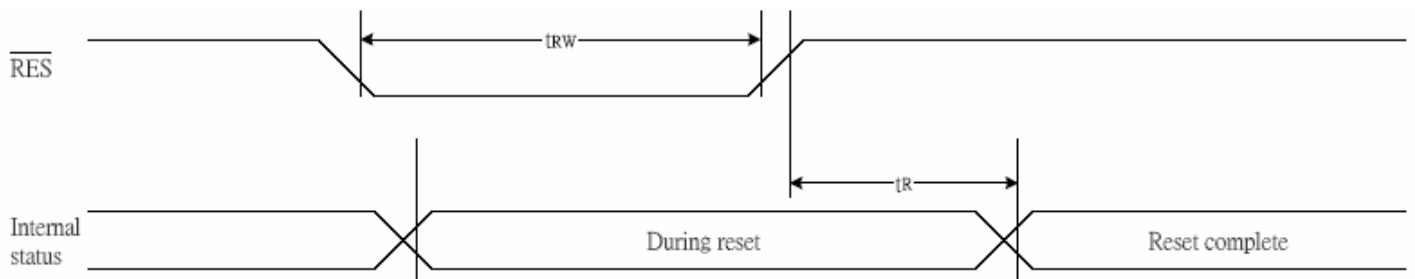 tRW
RES
tR
Internal
status
During reset
Reset complete